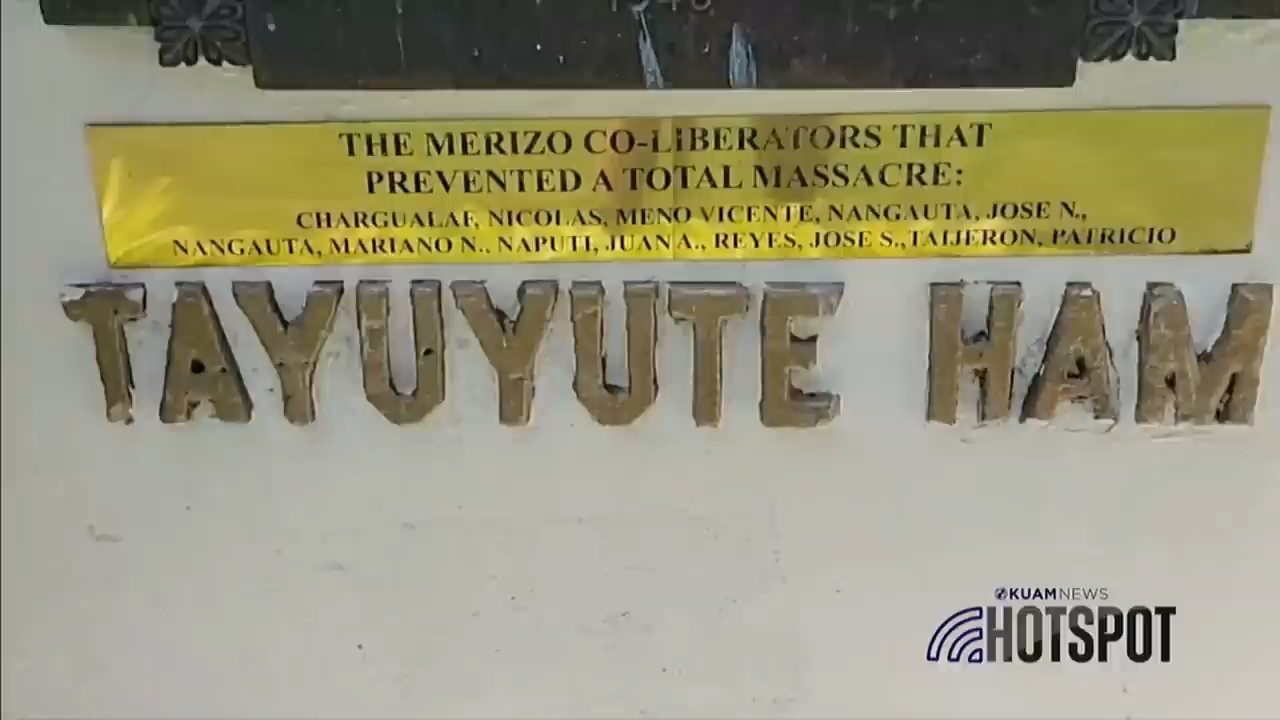 THE MERIZO CO-LIBERATORS THAT
PREVENTED A TOTAL MASSACRE:
CHARGUALAF, NICOLAS, MENO VICENTE, NANGAUTA, JOSE N.,
NANGAUTA, MARIANO N., NAPUTI, JUAN A., REYES, JOSE S., TAIJERON, PATRICIO
TAYUYUTE HAM
KUAMNEWS
HOTSPOT